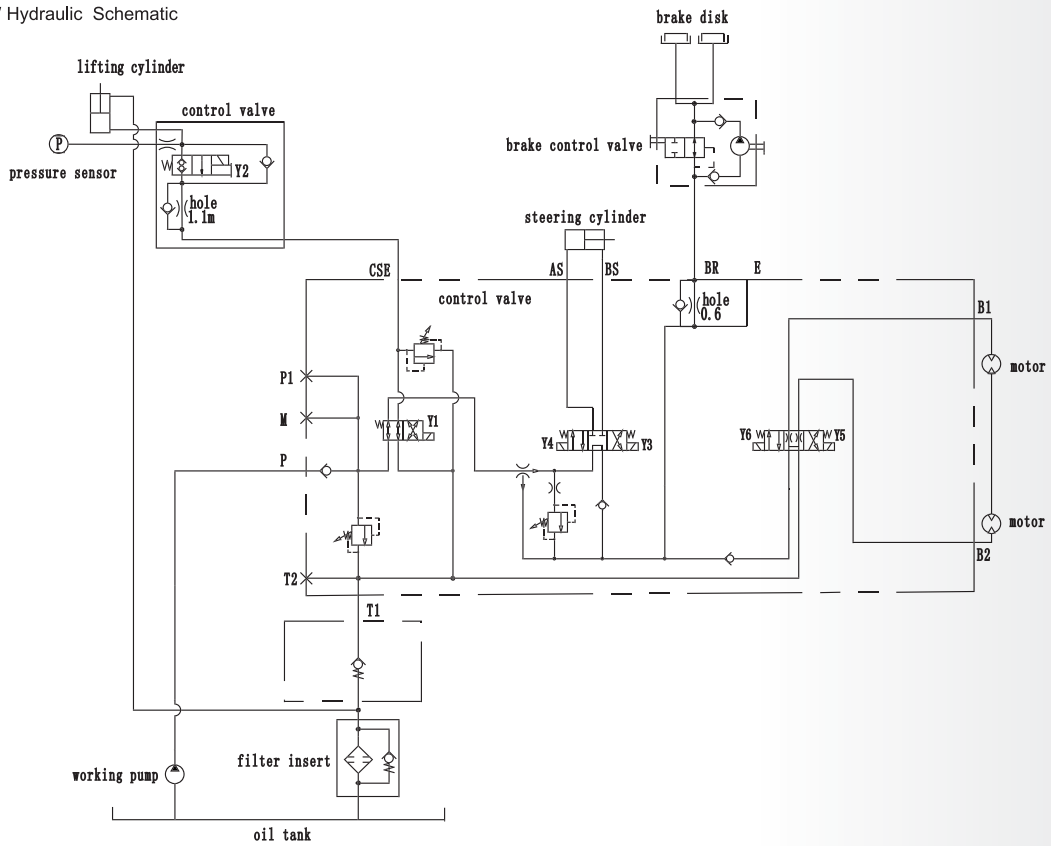 Hydraulic Schematic
brake disk
lifting cylinder
control valve
P
brake control valve
pressure sensor
Y2
hole
1.1m
steering cylinder
CSE
AS
BS
BR
E
control valve
hole
0.6
B1
motor
P1
M
Y1
Y4
Y3
Y6
Y5
P
motor
B2
T2
T1
filter insert
working pump
oil tank